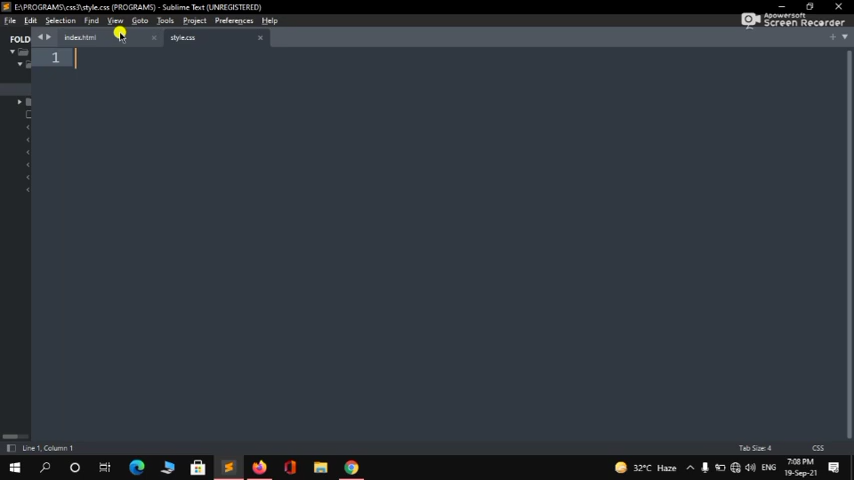 E:\PROGRAMS\css3\style.css (PROGRAMS) - Sublime Text (UNREGISTERED)
File Edit Selection Find View Goto Tools Project Preferences Help
Apowersoft
Screen Recorder
FOLD
index.html
style.css
1
Line 1, Column 1
Tab Size: 4
CSS
32°C Haze
ENG
7:08 PM
19-Sep-21